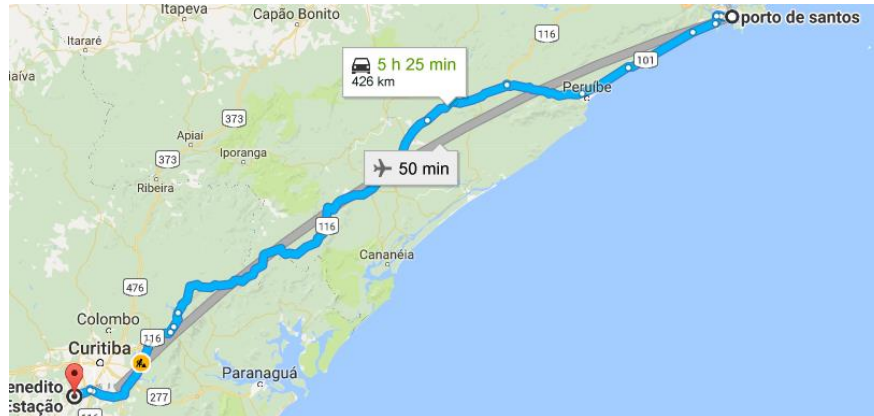 Itapeva
Capão Bonito
Itararé
porto de santos
116
5 h 25 min
426 km
101
Peruíbe
373
Apiaí
373
Iporanga
50 min
Ribeira
116
Cananéia
476
Colombo
116
Curitiba
Paranaguá
enedito
Estação
277
116